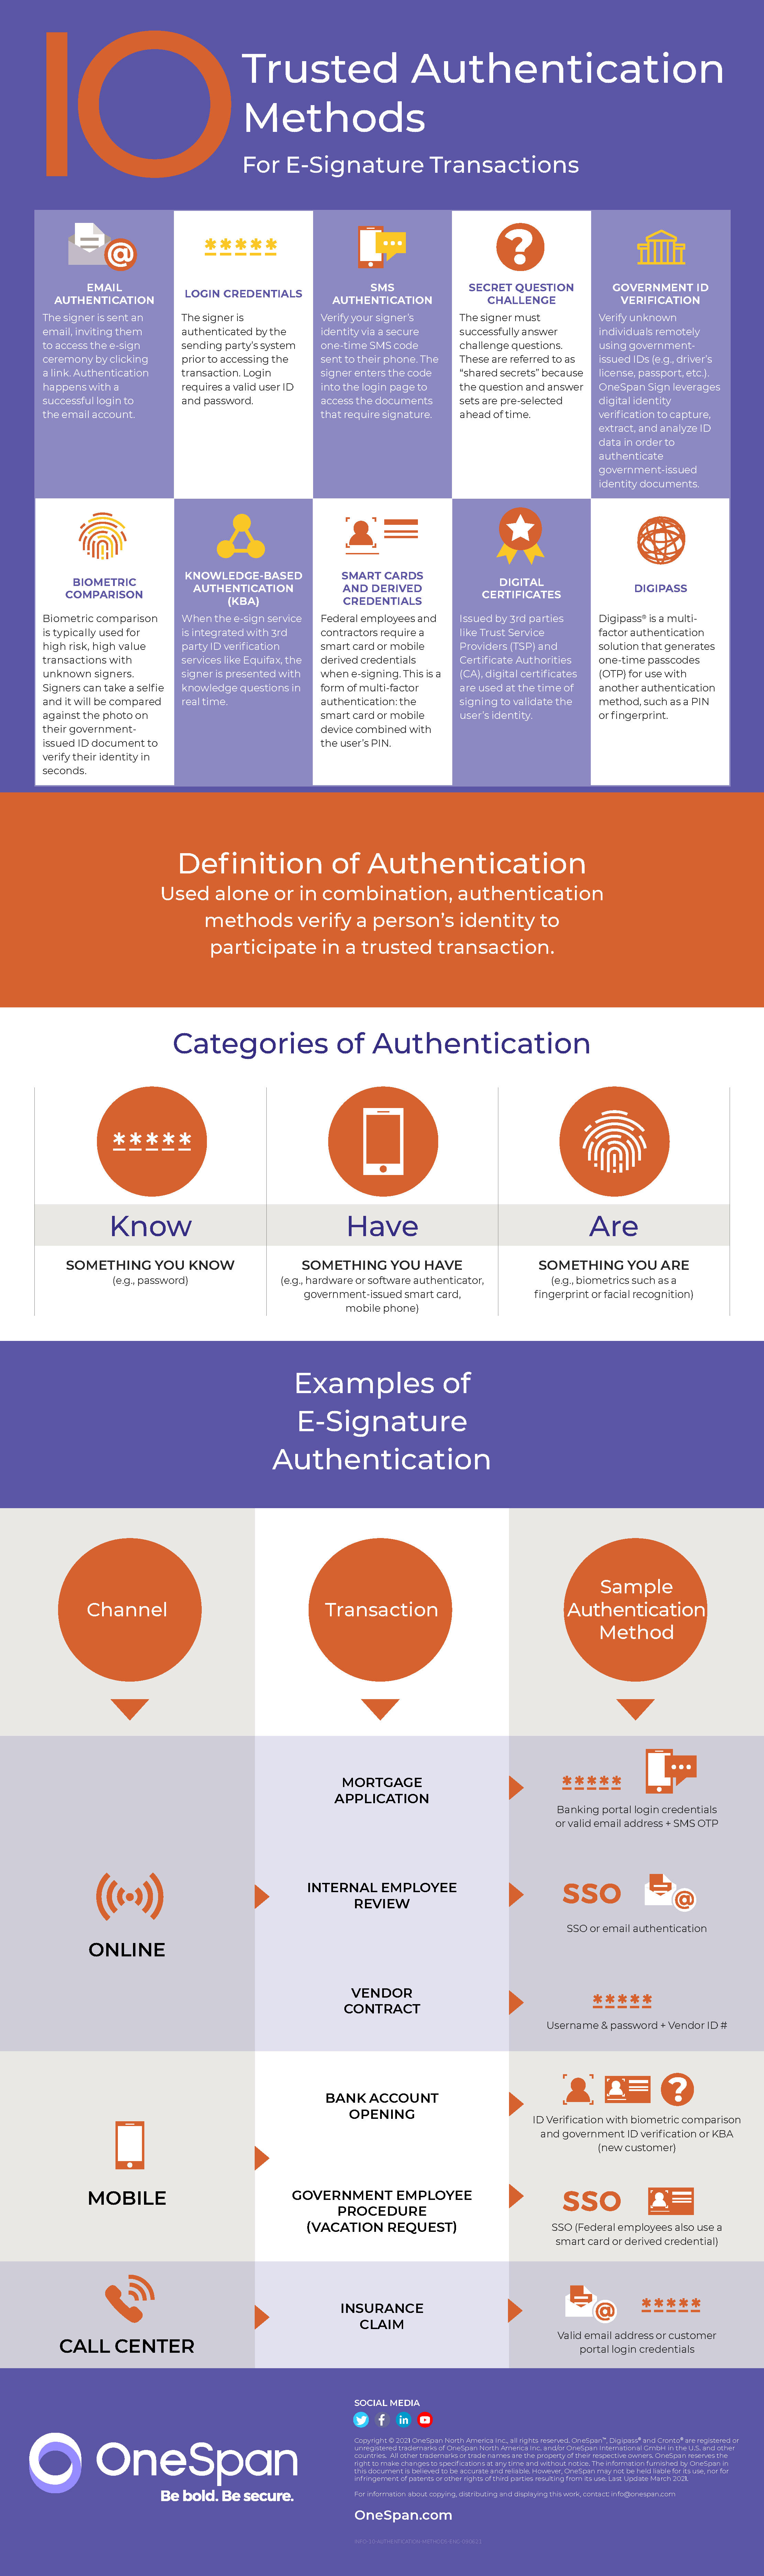 10
Trusted Authentication
Methods
For E-Signature Transactions
EMAIL
AUTHENTICATION
The signer is sent an
email, inviting them
to access the e-sign
ceremony by clicking
a link. Authentication
happens with a
successful login to
the email account.
LOGIN CREDENTIALS
The signer is
authenticated by the
sending party's system
prior to accessing the
transaction. Login
requires a valid user ID
and password.
SMS
AUTHENTICATION
Verify your signer's
identity via a secure
one-time SMS code
sent to their phone. The
signer enters the code
into the login page to
access the documents
that require signature.
SECRET QUESTION
CHALLENGE
The signer must
successfully answer
challenge questions.
These are referred to as
"shared secrets" because
the question and answer
sets are pre-selected
ahead of time.
GOVERNMENT ID
VERIFICATION
Verify unknown
individuals remotely
using government-
issued IDs (e.g., driver's
license, passport, etc.).
OneSpan Sign leverages
digital identity
verification to capture,
extract, and analyze ID
data in order to
authenticate
government-issued
identity documents.
BIOMETRIC
COMPARISON
Biometric comparison
is typically used for
high risk, high value
transactions with
unknown signers.
Signers can take a selfie
and it will be compared
against the photo on
their government-
issued ID document to
verify their identity in
seconds.
KNOWLEDGE-BASED
AUTHENTICATION
(KBA)
When the e-sign service
is integrated with 3rd
party ID verification
services like Equifax, the
signer is presented with
knowledge questions in
real time.
SMART CARDS
AND DERIVED
CREDENTIALS
Federal employees and
contractors require a
smart card or mobile
derived credentials
when e-signing. This is a
form of multi-factor
authentication: the
smart card or mobile
device combined with
the user's PIN.
DIGITAL
CERTIFICATES
Issued by 3rd parties
like Trust Service
Providers (TSP) and
Certificate Authorities
(CA), digital certificates
are used at the time of
signing to validate the
user's identity.
DIGIPASS
Digipass® is a multi-
factor authentication
solution that generates
one-time passcodes
(OTP) for use with
another authentication
method, such as a PIN
or fingerprint.
Definition of Authentication
Used alone or in combination, authentication
methods verify a person's identity to
participate in a trusted transaction.
Categories of Authentication
Know
SOMETHING YOU KNOW
(e.g., password)
Have
SOMETHING YOU HAVE
(e.g., hardware or software authenticator,
government-issued smart card,
mobile phone)
Are
SOMETHING YOU ARE
(e.g., biometrics such as a
fingerprint or facial recognition)
Examples of
E-Signature
Authentication
Channel
Transaction
Sample
Authentication
Method
ONLINE
MORTGAGE
APPLICATION
Banking portal login credentials
or valid email address + SMS OTP
INTERNAL EMPLOYEE
REVIEW
SSO
SSO or email authentication
VENDOR
CONTRACT
Username & password + Vendor ID #
MOBILE
BANK ACCOUNT
OPENING
ID Verification with biometric comparison
and government ID verification or KBA
(new customer)
GOVERNMENT EMPLOYEE
PROCEDURE
(VACATION REQUEST)
SSO
SSO (Federal employees also use a
smart card or derived credential)
CALL CENTER
INSURANCE
CLAIM
Valid email address or customer
portal login credentials
OneSpan
Be bold. Be secure.
SOCIAL MEDIA
Copyright © 2021 OneSpan North America Inc., all rights reserved. OneSpan™, Digipass® and Cronto® are registered or
unregistered trademarks of OneSpan North America Inc. and/or OneSpan International GmbH in the U.S. and other
countries. All other trademarks or trade names are the property of their respective owners. OneSpan reserves the
right to make changes to specifications at any time and without notice. The information furnished by OneSpan in
this document is believed to be accurate and reliable. However, OneSpan may not be held liable for its use, nor for
infringement of patents or other rights of third parties resulting from its use. Last Update March 2021.
For information about copying, distributing and displaying this work, contact: info@onespan.com
OneSpan.com